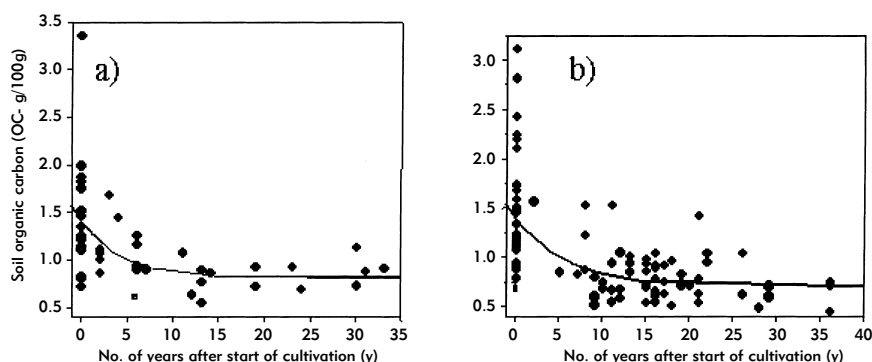 Soil organic carbon (OC- g/100g)
a)
3.5
3.0
2.5
2.0
1.5
1.0
0.5
0 5 10 15 20 25 30 35
No. of years after start of cultivation (y)
b)
3.0
2.5
2.0
1.5
1.0
0.5
0 5 10 15 20 25 30 35 40
No. of years after start of cultivation (y)